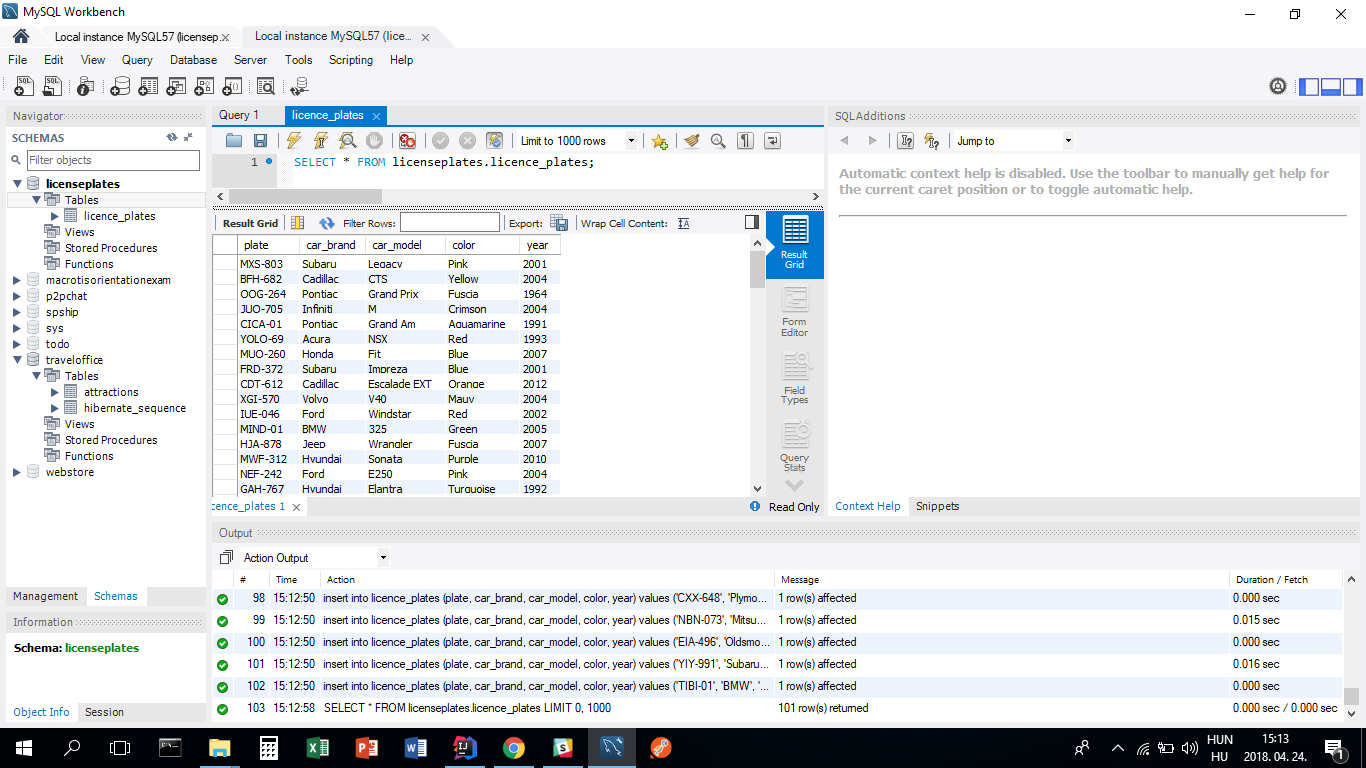 MySQL Workbench
Local instance MySQL57 (licensep...
Local instance MySQL57 (lice...
File Edit View Query Database Server Tools Scripting Help
Navigator
SCHEMAS
Filter objects
licenseplates
Tables
licence_plates
Views
Stored Procedures
Functions
macrotisorientationexam
p2pchat
spship
sys
todo
traveloffice
Tables
attractions
hibernate_sequence
Views
Stored Procedures
Functions
webstore
Management Schemas
Information
Schema: licenseplates
Object Info Session
Query 1 licence_plates
Limit to 1000 rows
1 SELECT * FROM licenseplates.licence_plates;
Result Grid Filter Rows: Export: Wrap Cell Content:
plate car_brand car_model color year
MXS-803 Subaru Legacy Pink 2001
BFH-682 Cadillac CTS Yellow 2004
OOG-264 Pontiac Grand Prix Fuscia 1964
JUO-705 Infiniti M Crimson 2004
CICA-01 Pontiac Grand Am Aquamarine 1991
YOLO-69 Acura NSX Red 1993
MUO-260 Honda Fit Blue 2007
FRD-372 Subaru Impreza Blue 2001
CDT-612 Cadillac Escalade EXT Orange 2012
XGI-570 Volvo V40 Mauv 2004
IUE-046 Ford Windstar Red 2002
MIND-01 BMW 325 Green 2005
HJA-878 Jeep Wrangler Fuscia 2007
MWF-312 Hyundai Sonata Purple 2010
NEF-242 Ford E250 Pink 2004
GAH-767 Hyundai Elantra Turquoise 1992
Result Grid
Form Editor
Field Types
Query Stats
cence_plates 1
Read Only
SQLAdditions
Jump to
Automatic context help is disabled. Use the toolbar to manually get help for
the current caret position or to toggle automatic help.
Context Help Snippets
Output
Action Output
# Time Action Message Duration / Fetch
98 15:12:50 insert into licence_plates (plate, car_brand, car_model, color, year) values ('CXX-648', 'Plymo... 1 row(s) affected 0.000 sec
99 15:12:50 insert into licence_plates (plate, car_brand, car_model, color, year) values ('NBN-073', 'Mitsu... 1 row(s) affected 0.015 sec
100 15:12:50 insert into licence_plates (plate, car_brand, car_model, color, year) values ('EIA-496', 'Oldsmo... 1 row(s) affected 0.000 sec
101 15:12:50 insert into licence_plates (plate, car_brand, car_model, color, year) values ('YIY-991', 'Subaru... 1 row(s) affected 0.016 sec
102 15:12:50 insert into licence_plates (plate, car_brand, car_model, color, year) values ('TIBI-01', 'BMW', '... 1 row(s) affected 0.000 sec
103 15:12:58 SELECT * FROM licenseplates.licence_plates LIMIT 0, 1000 101 row(s) returned 0.000 sec / 0.000 sec
HUN 15:13
HU 2018. 04. 24.
1